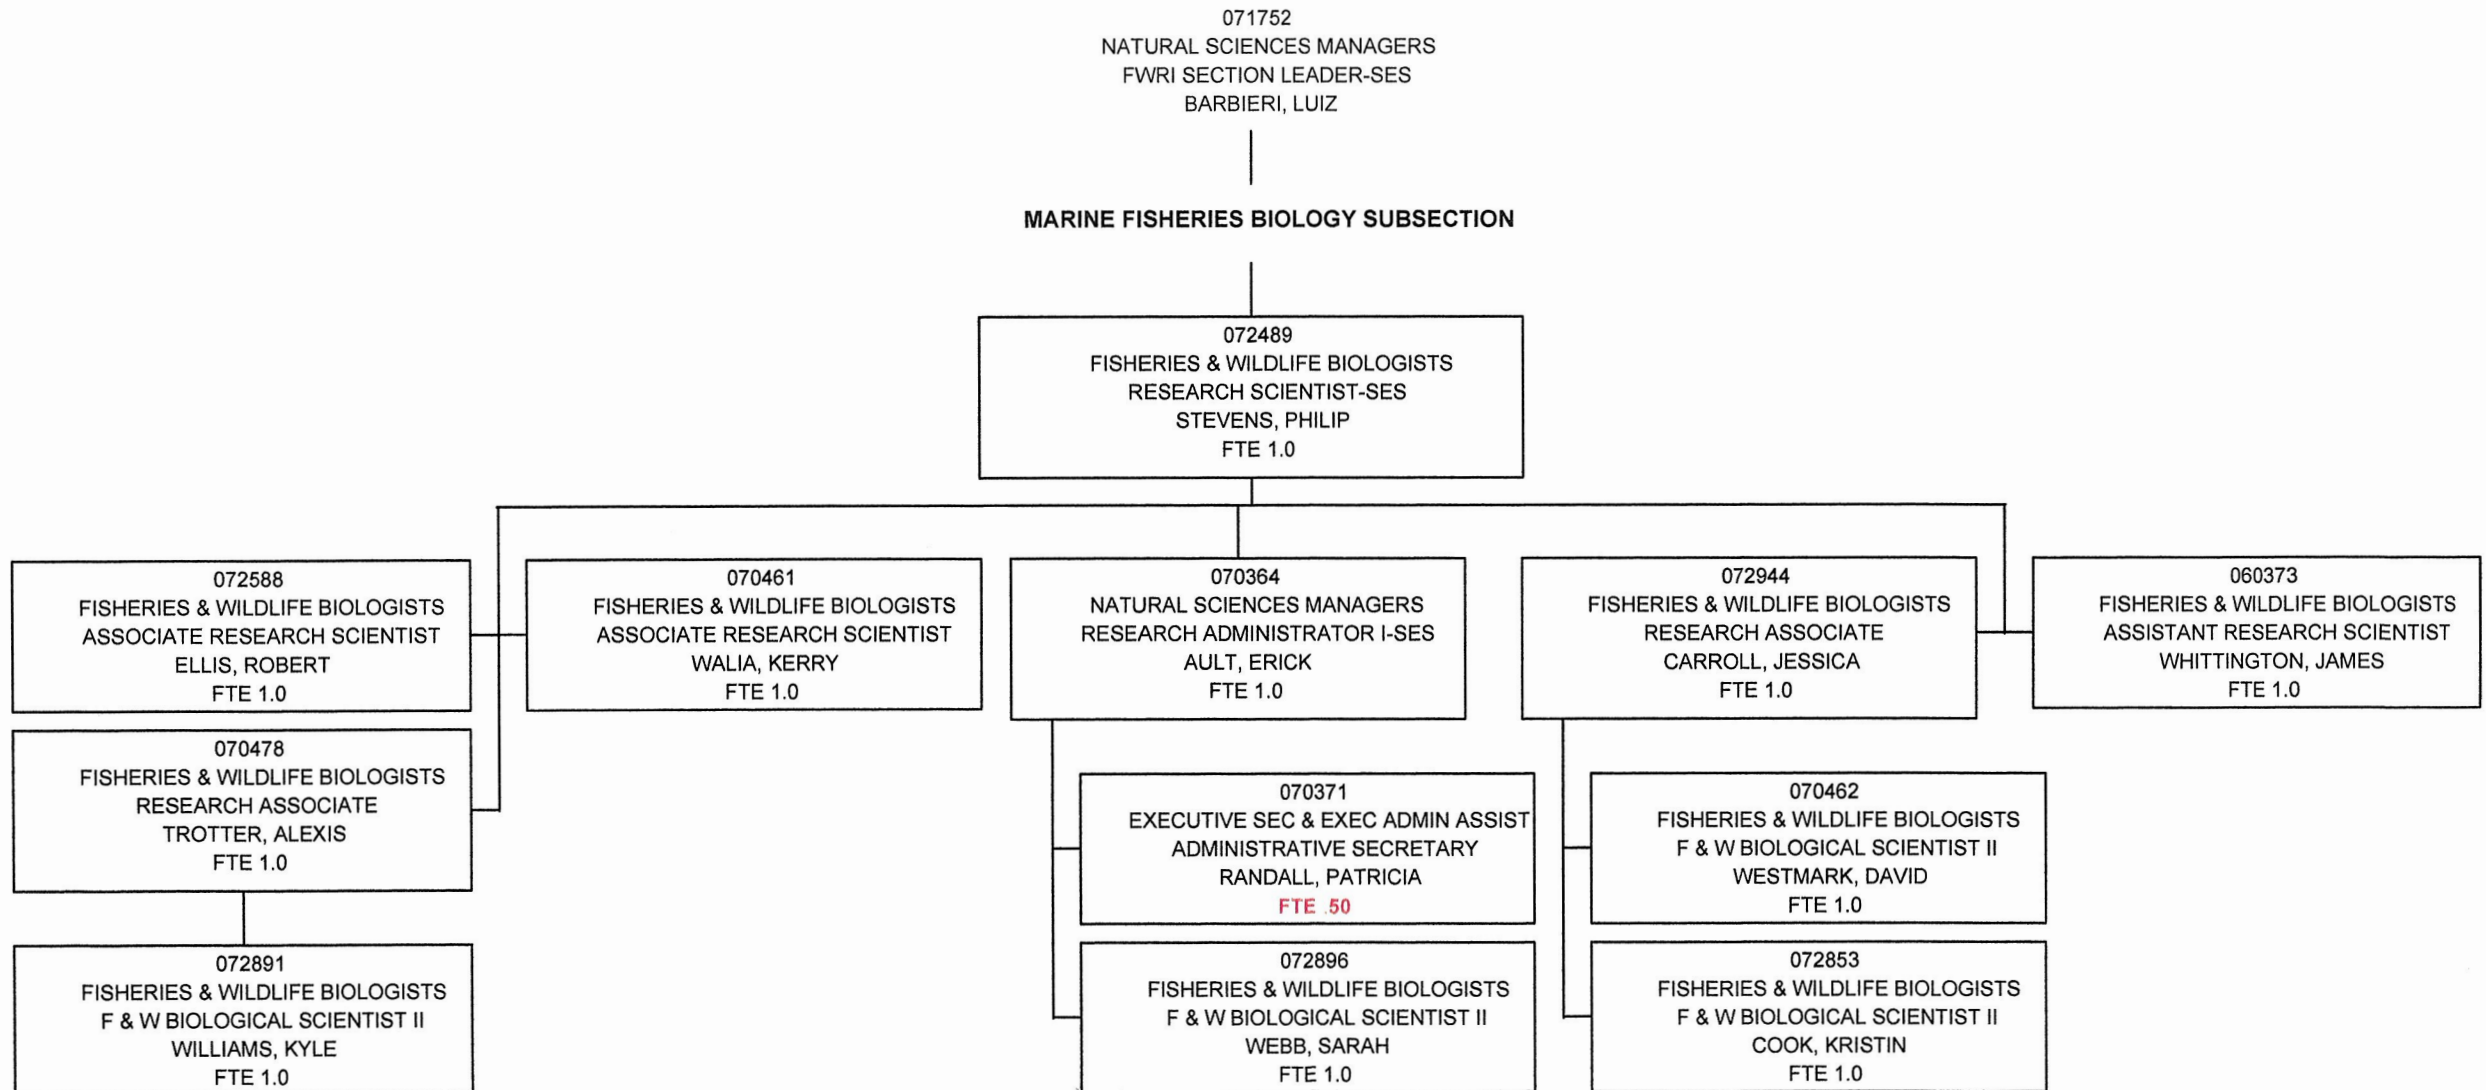 071752
NATURAL SCIENCES MANAGERS
FWRI SECTION LEADER-SES
BARBIERI, LUIZ
MARINE FISHERIES BIOLOGY SUBSECTION
072489
FISHERIES & WILDLIFE BIOLOGISTS
RESEARCH SCIENTIST-SES
STEVENS, PHILIP
FTE 1.0
072588
FISHERIES & WILDLIFE BIOLOGISTS
ASSOCIATE RESEARCH SCIENTIST
ELLIS, ROBERT
FTE 1.0
070461
FISHERIES & WILDLIFE BIOLOGISTS
ASSOCIATE RESEARCH SCIENTIST
WALIA, KERRY
FTE 1.0
070364
NATURAL SCIENCES MANAGERS
RESEARCH ADMINISTRATOR I-SES
AULT, ERICK
FTE 1.0
072944
FISHERIES & WILDLIFE BIOLOGISTS
RESEARCH ASSOCIATE
CARROLL, JESSICA
FTE 1.0
060373
FISHERIES & WILDLIFE BIOLOGISTS
ASSISTANT RESEARCH SCIENTIST
WHITTINGTON, JAMES
FTE 1.0
070478
FISHERIES & WILDLIFE BIOLOGISTS
RESEARCH ASSOCIATE
TROTTER, ALEXIS
FTE 1.0
070371
EXECUTIVE SEC & EXEC ADMIN ASSIST
ADMINISTRATIVE SECRETARY
RANDALL, PATRICIA
FTE .50
070462
FISHERIES & WILDLIFE BIOLOGISTS
F & W BIOLOGICAL SCIENTIST II
WESTMARK, DAVID
FTE 1.0
072891
FISHERIES & WILDLIFE BIOLOGISTS
F & W BIOLOGICAL SCIENTIST II
WILLIAMS, KYLE
FTE 1.0
072896
FISHERIES & WILDLIFE BIOLOGISTS
F & W BIOLOGICAL SCIENTIST II
WEBB, SARAH
FTE 1.0
072853
FISHERIES & WILDLIFE BIOLOGISTS
F & W BIOLOGICAL SCIENTIST II
COOK, KRISTIN
FTE 1.0